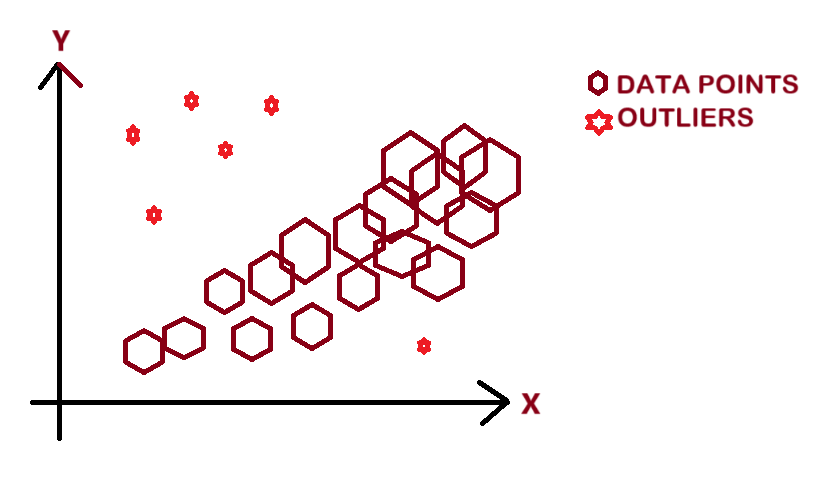 Y
DATA POINTS
OUTLIERS
X